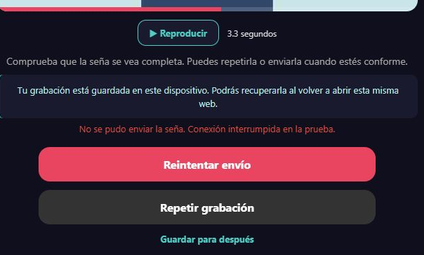 ▶ Reproducir 3.3 segundos
Comprueba que la seña se vea completa. Puedes repetirla o enviarla cuando estés conforme.
Tu grabación está guardada en este dispositivo. Podrás recuperarla al volver a abrir esta misma
web.
No se pudo enviar la seña. Conexión interrumpida en la prueba.
Reintentar envío
Repetir grabación
Guardar para después